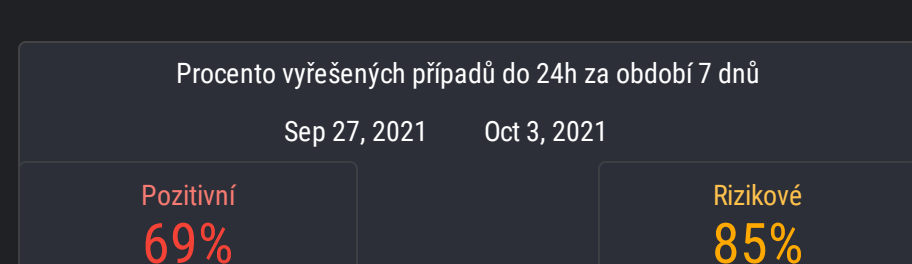 Procento vyřešených případů do 24h za období 7 dnů
Sep 27, 2021 Oct 3, 2021
Pozitivní Rizikové
69% 85%